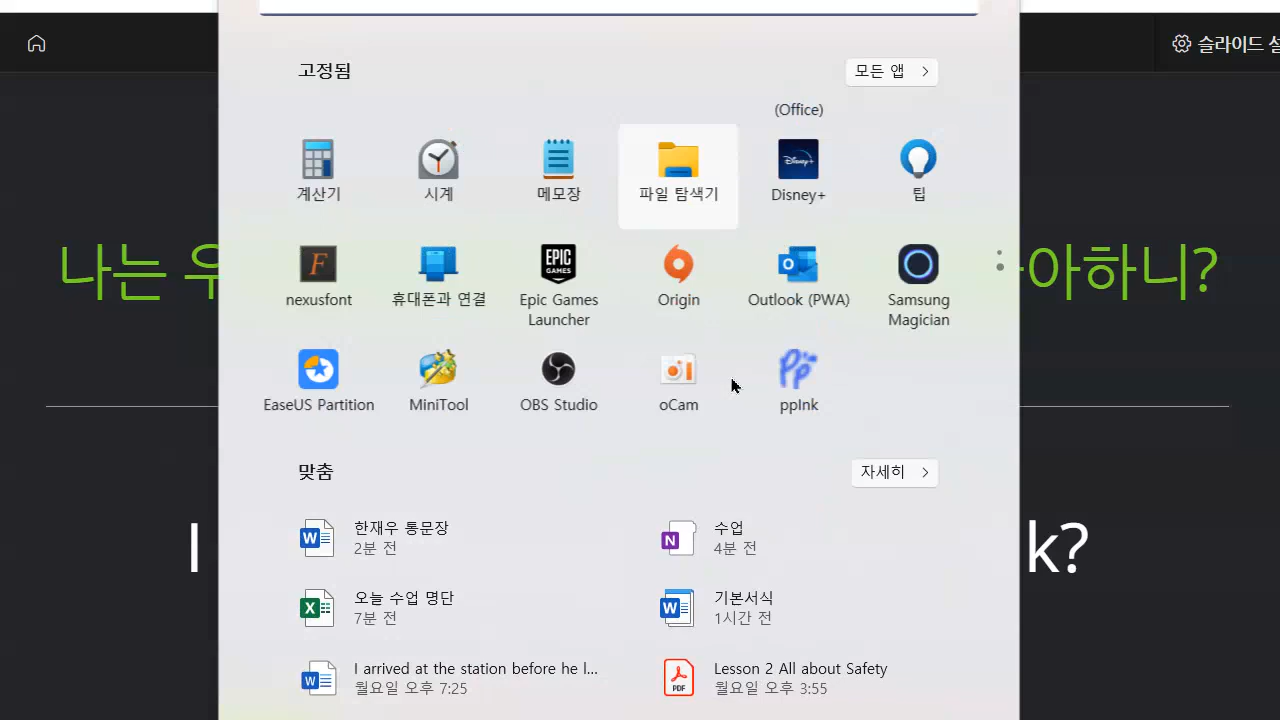 슬라이드 설
고정됨
모든 앱
(Office)
계산기
시계
메모장
파일 탐색기
Disney+
Disney+
팁
나는 우
아하니?
nexusfont
휴대폰과 연결
EPIC
GAMES
Epic Games
Launcher
Origin
Outlook (PWA)
Samsung
Magician
EaseUS Partition
MiniTool
OBS Studio
oCam
ppInk
맞춤
자세히
한재우 통문장
2분 전
수업
4분 전
I
k?
오늘 수업 명단
7분 전
기본서식
1시간 전
I arrived at the station before he l...
월요일 오후 7:25
PDF
Lesson 2 All about Safety
월요일 오후 3:55